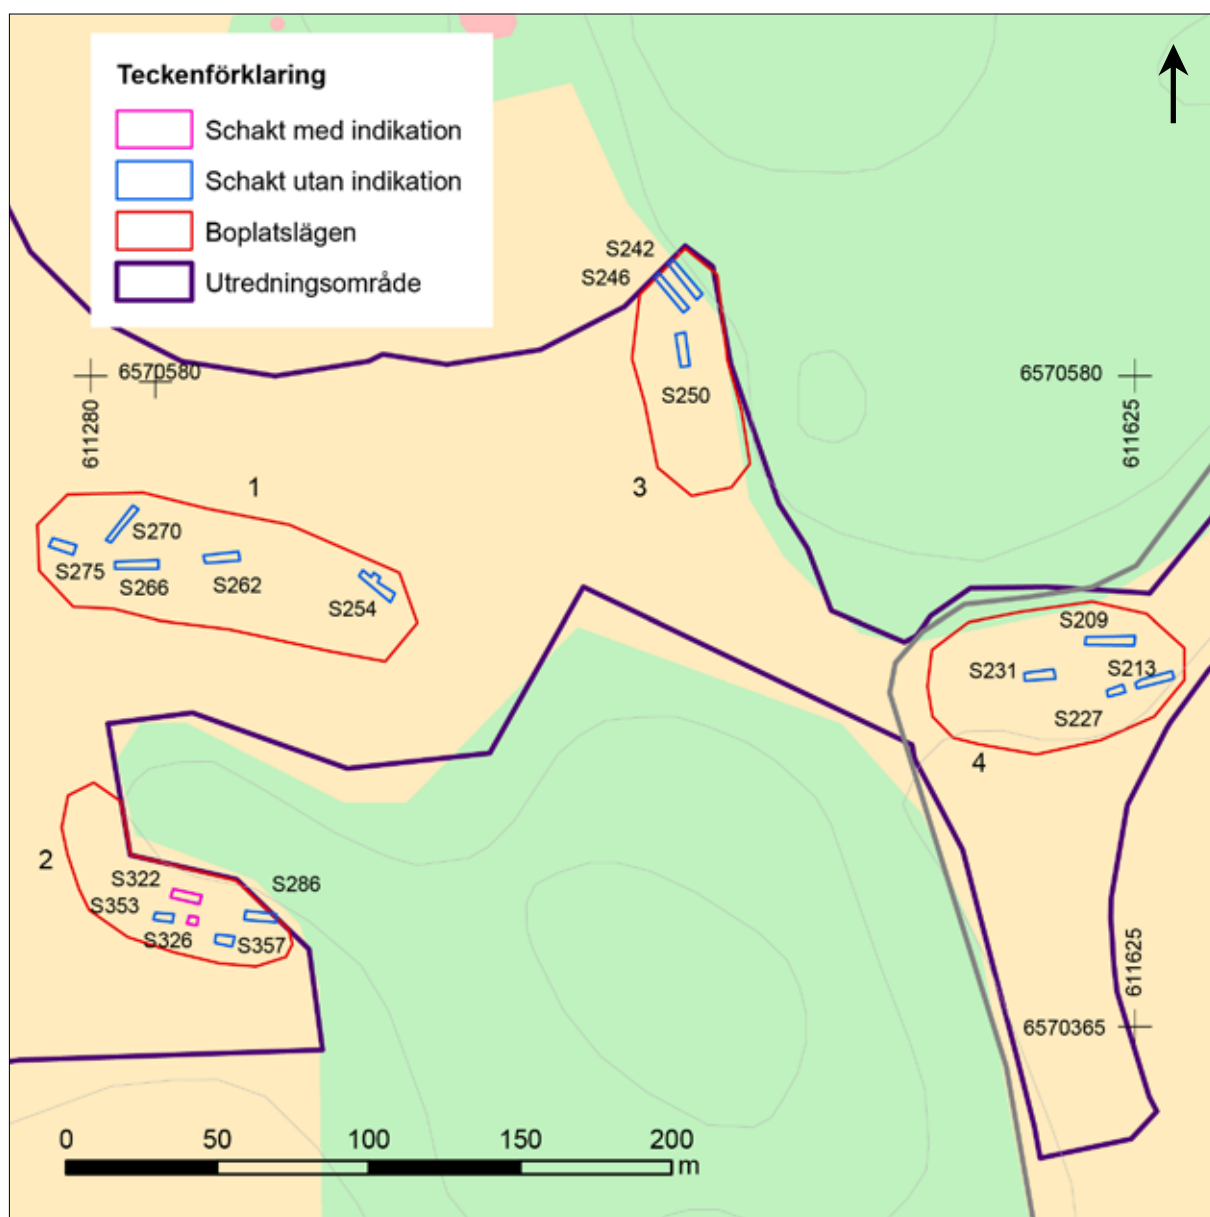 Teckenförklaring
Schakt med indikation
Schakt utan indikation
Boplatslägen
Utredningsområde
S242
S246
S250
3
6570580
611280
6570580
611625
1
S270
S275
S266
S262
S254
S209
S231
S213
S227
4
2
S322
S286
S353
S326
S357
611625
6570365
0 50 100 150 200
m